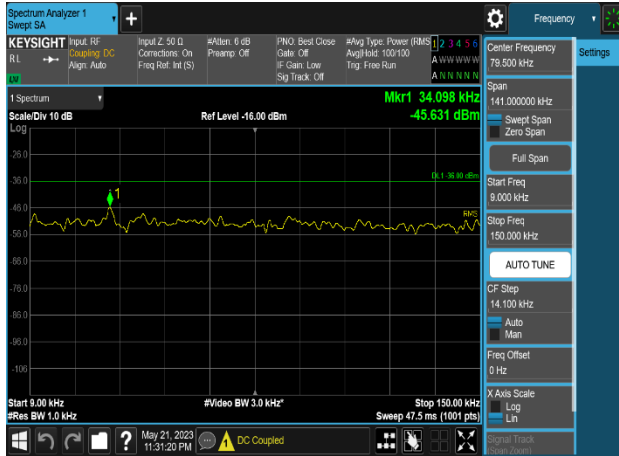 Spectrum Analyzer 1
Swept SA
+
Frequency
KEYSIGHT
RL
LW
Input: RF
Coupling: DC
Align: Auto
Input Z: 50 Ω
Corrections: On
Freq Ref: Int (S)
#Atten: 6 dB
Preamp: Off
PNO: Best Close
Gate: Off
IF Gain: Low
Sig Track: Off
#Avg Type: Power (RMS
Avg|Hold: 100/100
Trig: Free Run
1 2 3 4 5 6
A W W W W W
A N N N N N
1 Spectrum
Scale/Div 10 dB
Log
Ref Level -16.00 dBm
Mkr1 34.098 kHz
-45.631 dBm
-26.0
-36.0
DL1 -36.00 dBm
-46.0
1
RMS
-56.0
-66.0
-76.0
-86.0
-96.0
-106
Start 9.00 kHz
#Res BW 1.0 kHz
#Video BW 3.0 kHz*
Stop 150.00 kHz
Sweep 47.5 ms (1001 pts)
Center Frequency
79.500 kHz
Settings
Span
141.000000 kHz
Swept Span
Zero Span
Full Span
Start Freq
9.000 kHz
Stop Freq
150.000 kHz
AUTO TUNE
CF Step
14.100 kHz
Auto
Man
Freq Offset
0 Hz
X Axis Scale
Log
Lin
Signal Track
(Span Zoom)
?
May 21, 2023
11:31:20 PM
DC Coupled